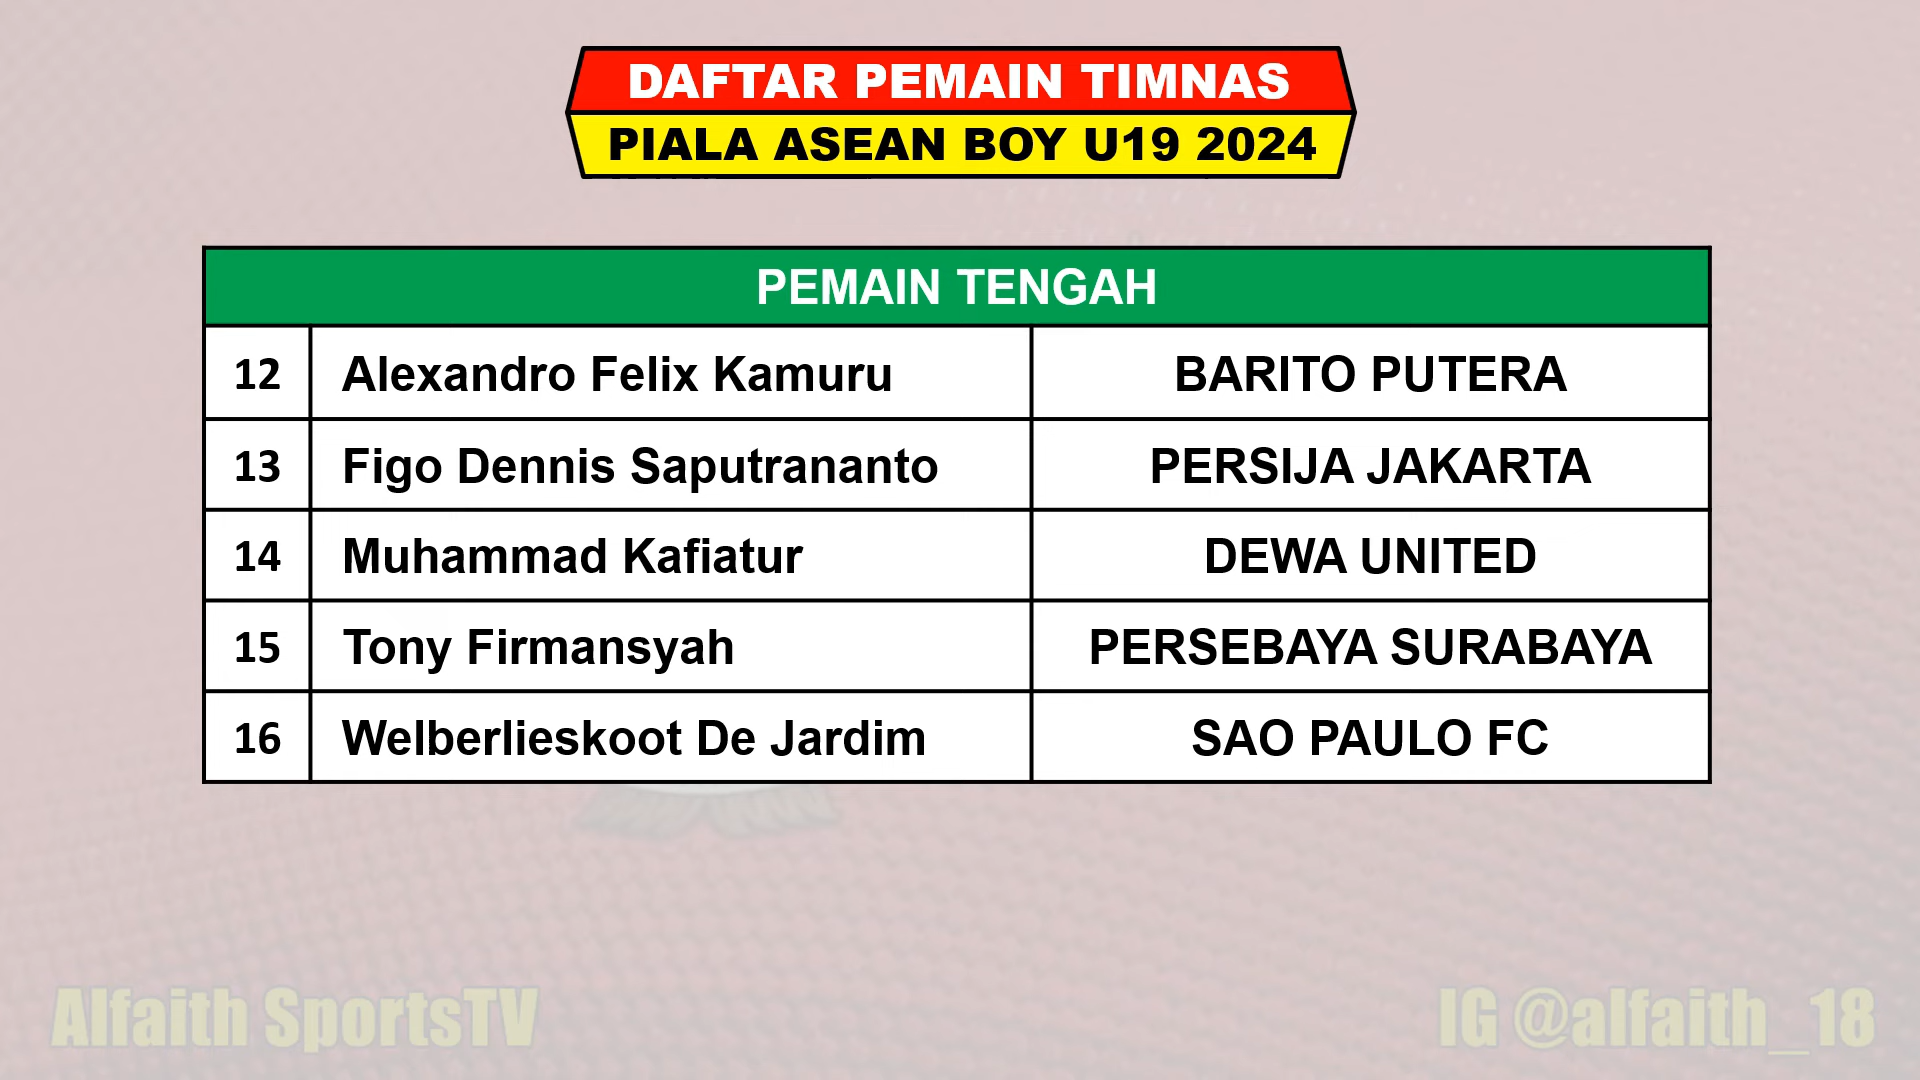 DAFTAR PEMAIN TIMNAS
PIALA ASEAN BOY U19 2024
PEMAIN TENGAH
12 Alexandro Felix Kamuru BARITO PUTERA
13 Figo Dennis Saputrananto PERSIJA JAKARTA
14 Muhammad Kafiatur DEWA UNITED
15 Tony Firmansyah PERSEBAYA SURABAYA
16 Welberlieskoot De Jardim SAO PAULO FC
Alfaith SportsTV
IG @alfaith_18